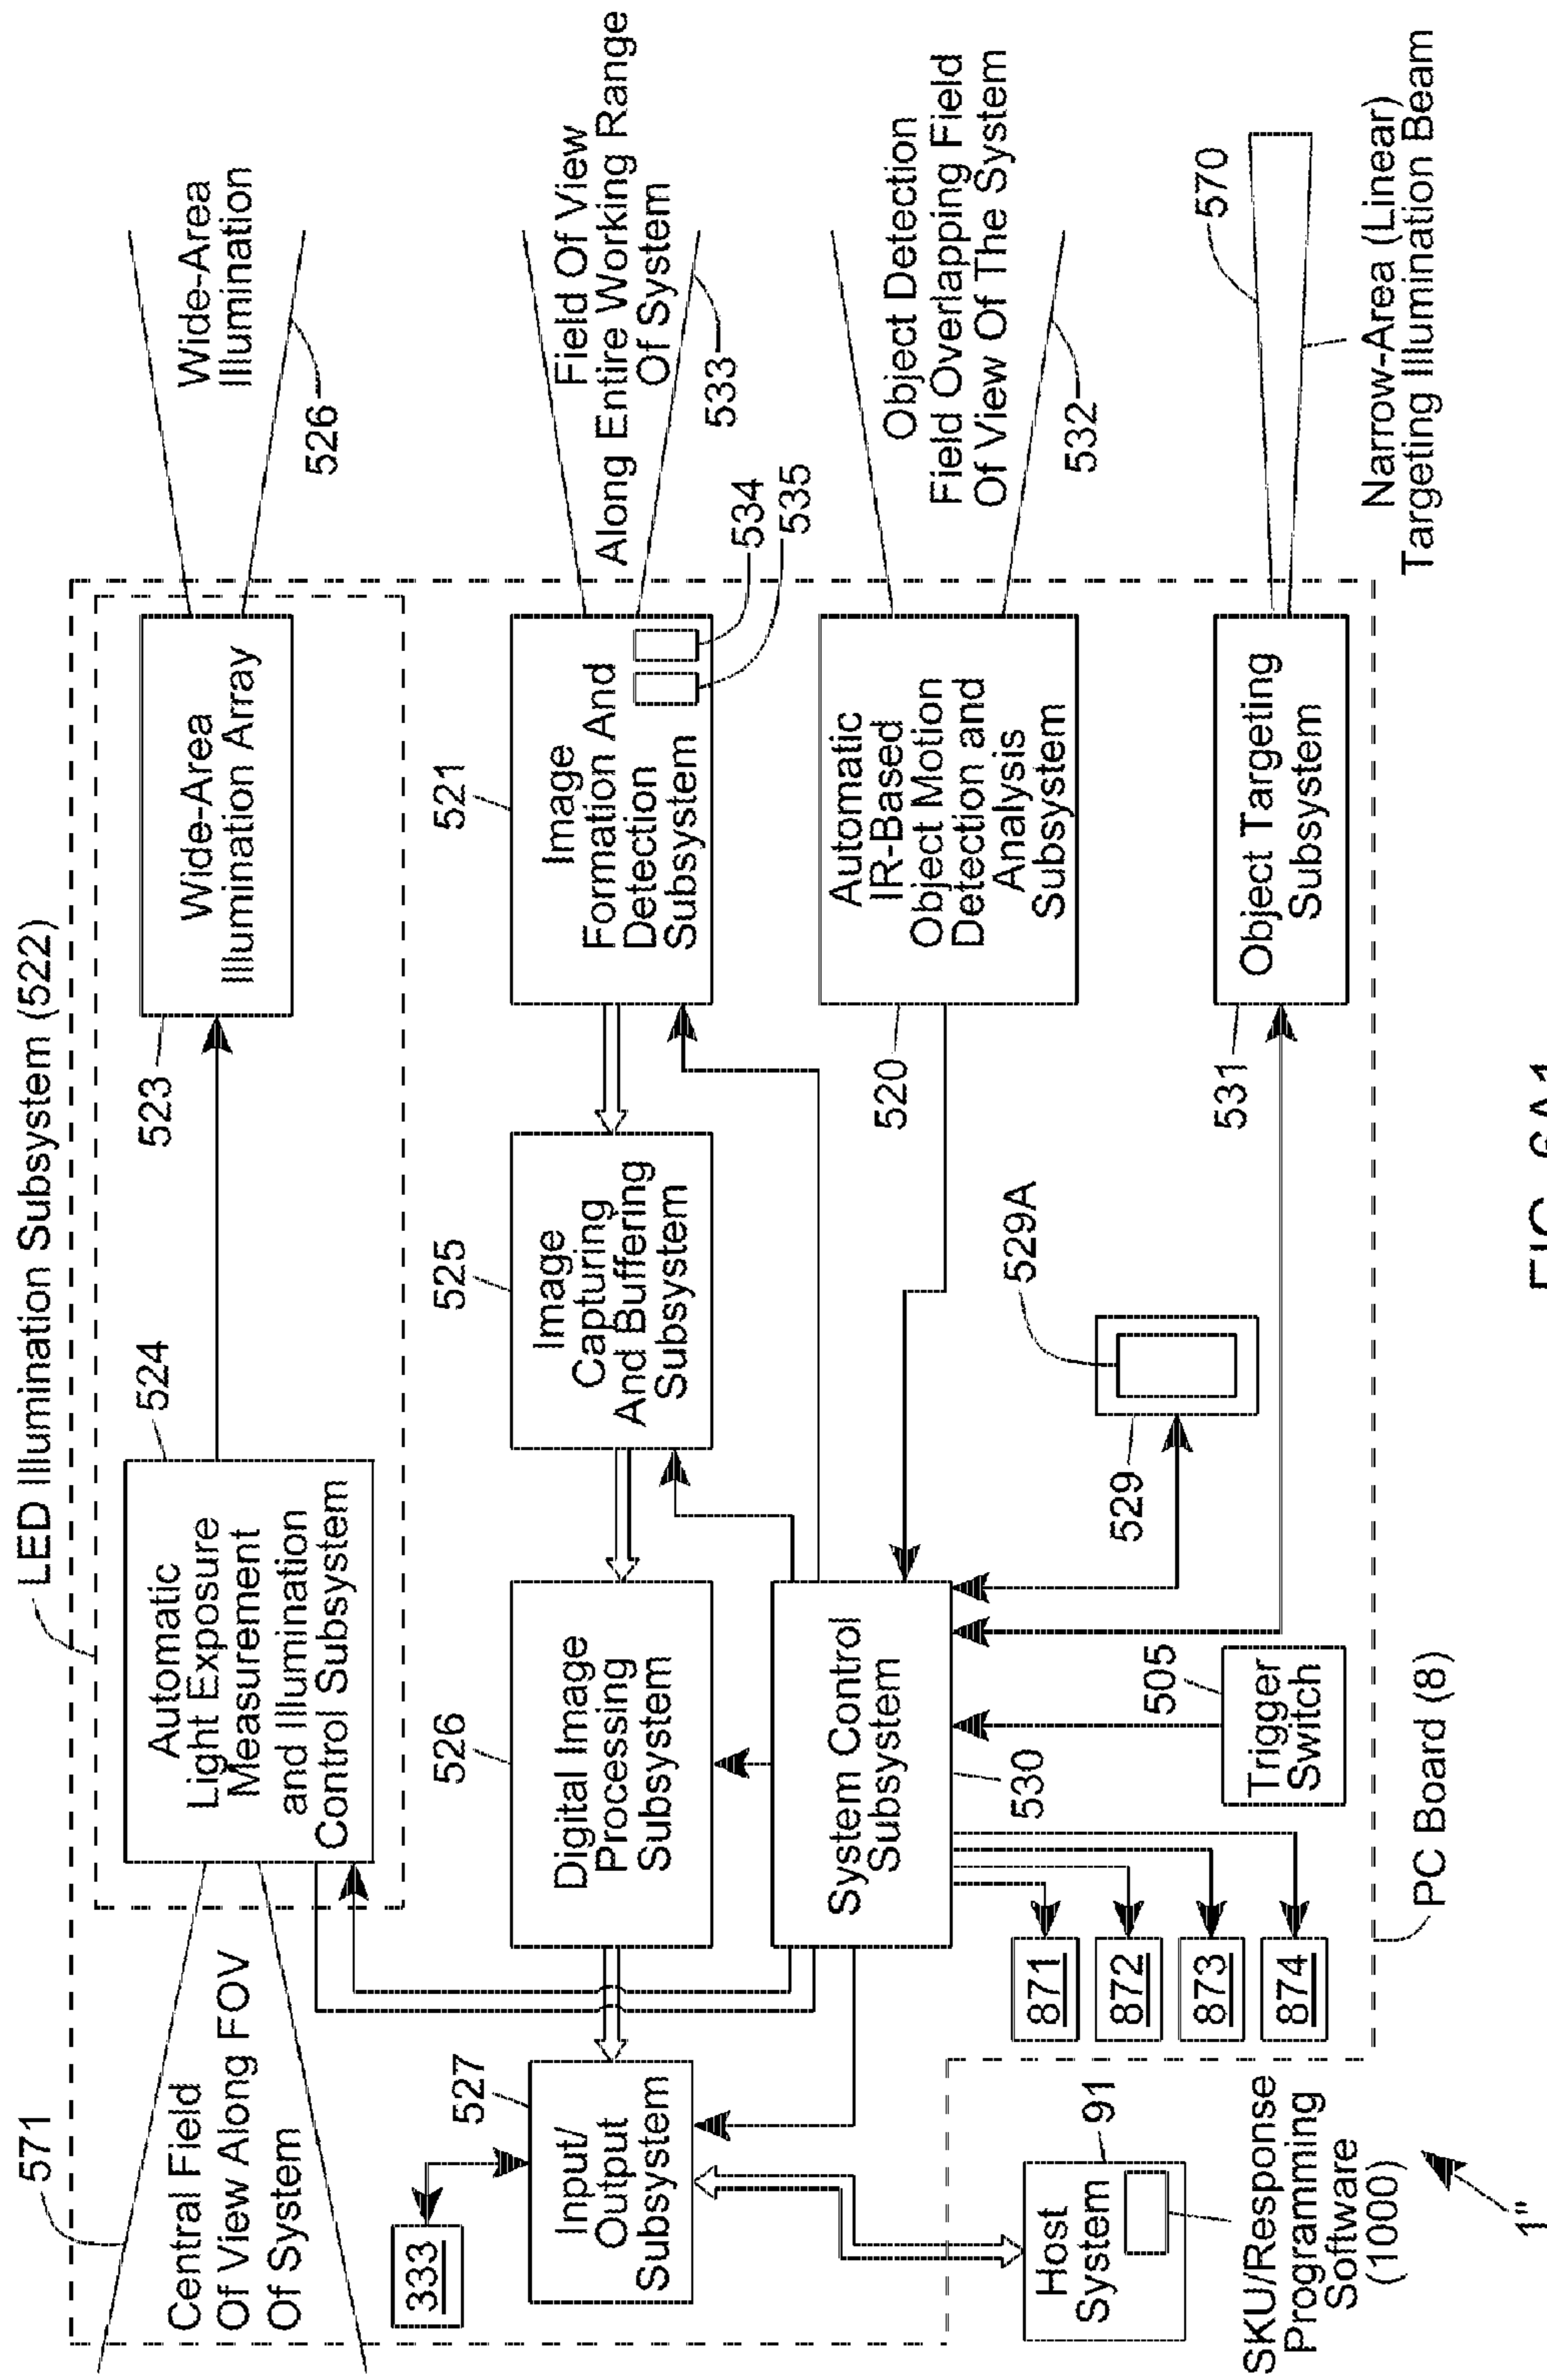 LED Illumination Subsystem (522)
571
Central Field
Of View Along FOV
Of System
524
Automatic
Light Exposure
Measurement
and Illumination
Control Subsystem
523
Wide-Area
Illumination Array
Wide-Area
Illumination
526
333
527
Input/
Output
Subsystem
526
Digital Image
Processing
Subsystem
525
Image
Capturing
And Buffering
Subsystem
521
Image
Formation And
Detection
Subsystem
534
535
Field Of View
Along Entire Working Range
Of System
533
System Control
Subsystem
530
520
Automatic
IR-Based
Object Motion
Detection and
Analysis
Subsystem
Object Detection
Field Overlapping Field
Of View Of The System
532
529A
529
531
Object Targeting
Subsystem
570
Narrow-Area (Linear)
Targeting Illumination Beam
505
Trigger
Switch
871
872
873
874
PC Board (8)
91
Host
System
SKU/Response
Programming
Software
(1000)
1"
FIG. 6A1